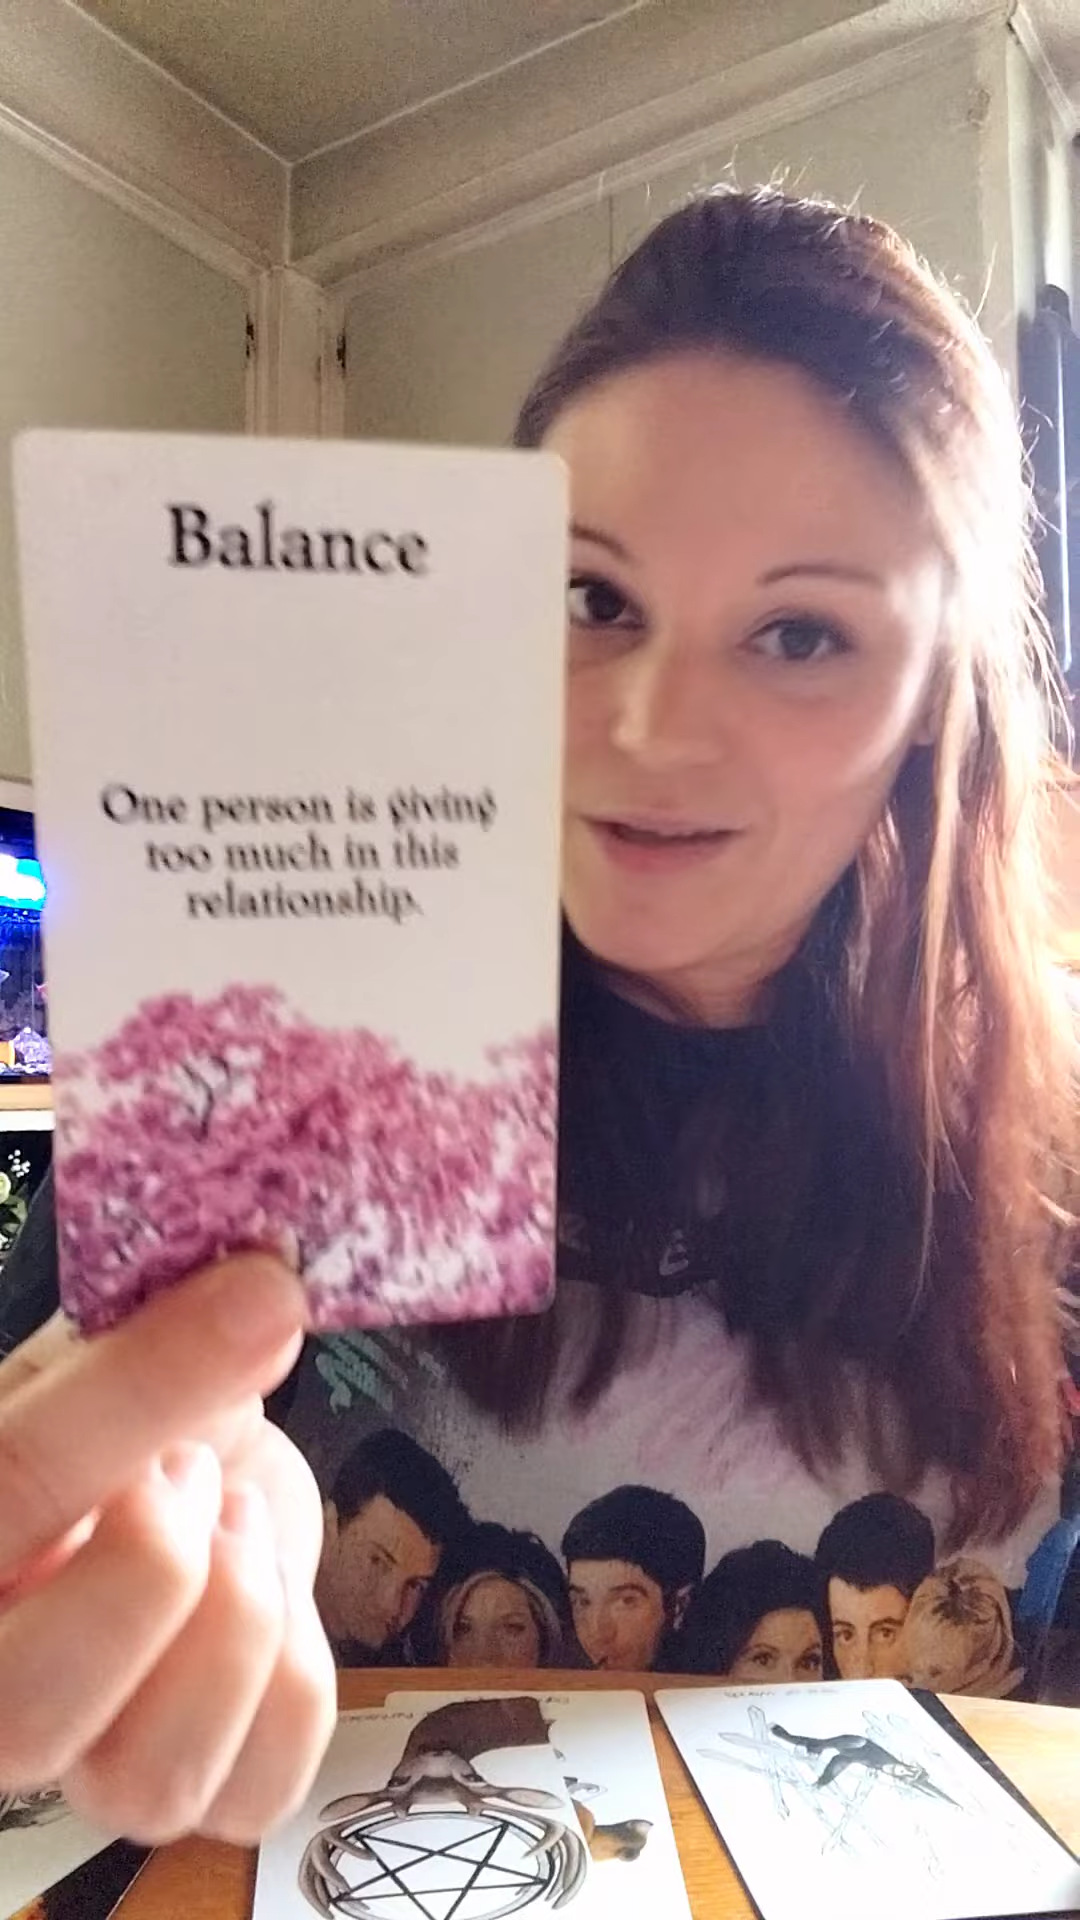 Balance
One person is giving
too much in this
relationship.